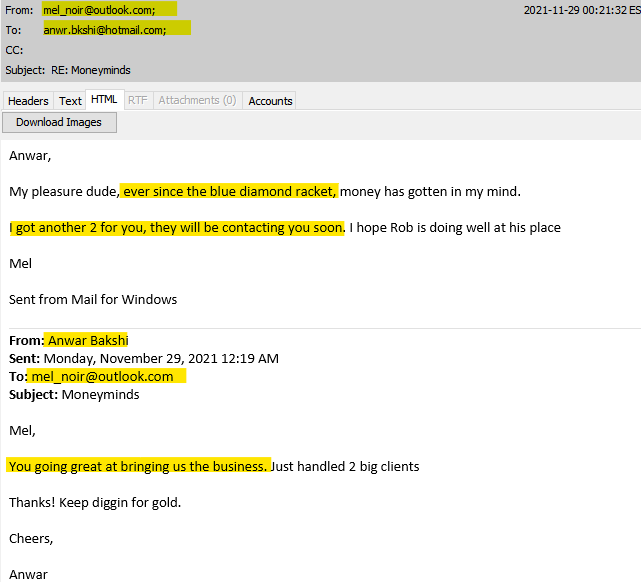 From: mel_noir@outlook.com; 2021-11-29 00:21:32 ES
To: anwr.bkshi@hotmail.com;
CC:
Subject: RE: Moneyminds
Headers Text HTML RTF Attachments (0) Accounts
Download Images
Anwar,
My pleasure dude, ever since the blue diamond racket, money has gotten in my mind.
I got another 2 for you, they will be contacting you soon. I hope Rob is doing well at his place
Mel
Sent from Mail for Windows
From: Anwar Bakshi
Sent: Monday, November 29, 2021 12:19 AM
To: mel_noir@outlook.com
Subject: Moneyminds
Mel,
You going great at bringing us the business. Just handled 2 big clients
Thanks! Keep diggin for gold.
Cheers,
Anwar